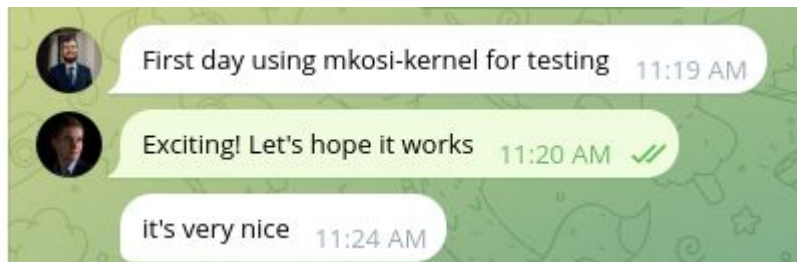 First day using mkosi-kernel for testing 11:19 AM
Exciting! Let's hope it works 11:20 AM
it's very nice 11:24 AM